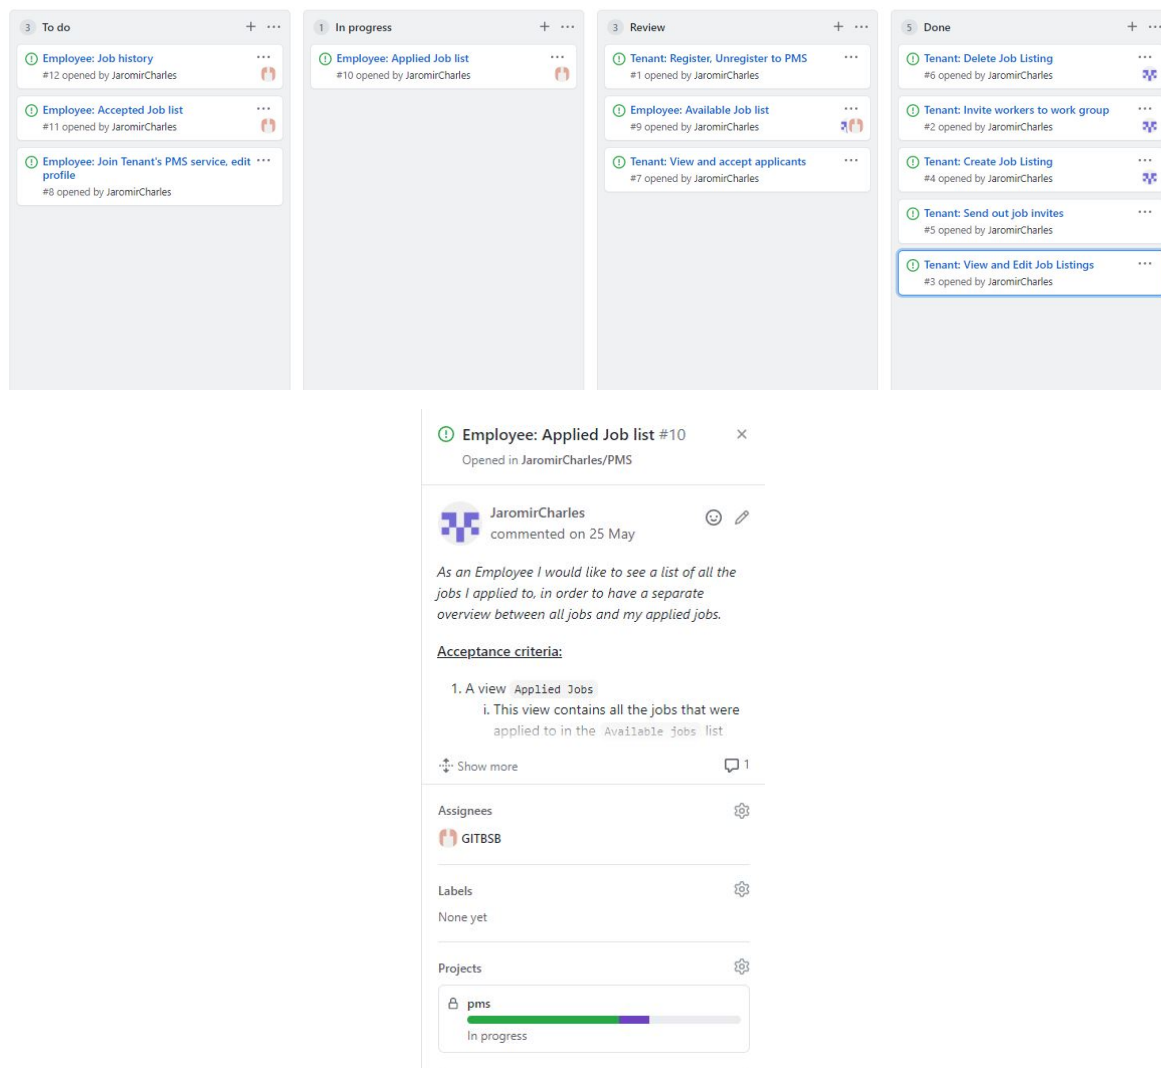 3 To do
Employee: Job history
#12 opened by JaromirCharles
Employee: Accepted Job list
#11 opened by JaromirCharles
Employee: Join Tenant's PMS service, edit
profile
#8 opened by JaromirCharles
1 In progress
Employee: Applied Job list
#10 opened by JaromirCharles
3 Review
Tenant: Register, Unregister to PMS
#1 opened by JaromirCharles
Employee: Available Job list
#9 opened by JaromirCharles
Tenant: View and accept applicants
#7 opened by JaromirCharles
5 Done
Tenant: Delete Job Listing
#6 opened by JaromirCharles
Tenant: Invite workers to work group
#2 opened by JaromirCharles
Tenant: Create Job Listing
#4 opened by JaromirCharles
Tenant: Send out job invites
#5 opened by JaromirCharles
Tenant: View and Edit Job Listings
#3 opened by JaromirCharles
Employee: Applied Job list #10
Opened in JaromirCharles/PMS
JaromirCharles
commented on 25 May
As an Employee I would like to see a list of all the
jobs I applied to, in order to have a separate
overview between all jobs and my applied jobs.
Acceptance criteria:
1. A view Applied Jobs
i. This view contains all the jobs that were
applied to in the Available jobs list
Show more 1
Assignees
GITBSB
Labels
None yet
Projects
pms
In progress